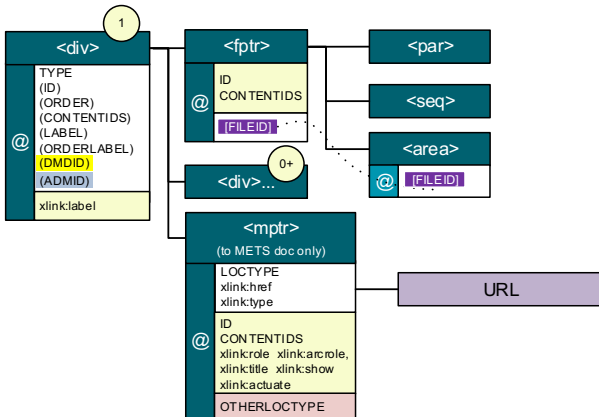 1
<div>
@
TYPE
(ID)
(ORDER)
(CONTENTIDS)
(LABEL)
(ORDERLABEL)
(DMDID)
(ADMID)
xlink:label
<fptr>
@
ID
CONTENTIDS
[FILEID]
<par>
<seq>
<area>
@
[FILEID]
0+
<div>...
<mptr>
(to METS doc only)
@
LOCTYPE
xlink:href
xlink:type
ID
CONTENTIDS
xlink:role xlink:arcrole,
xlink:title xlink:show
xlink:actuate
OTHERLOCTYPE
URL